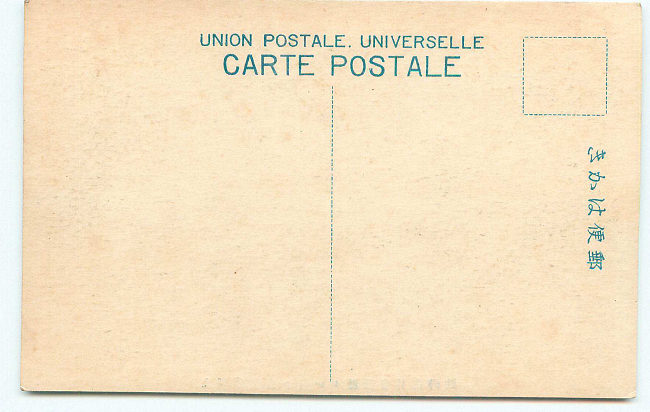 UNION POSTALE. UNIVERSELLE
CARTE POSTALE
郵便はかき